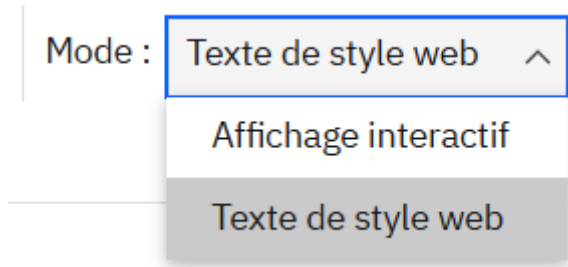 Mode : Texte de style web
Affichage interactif
Texte de style web